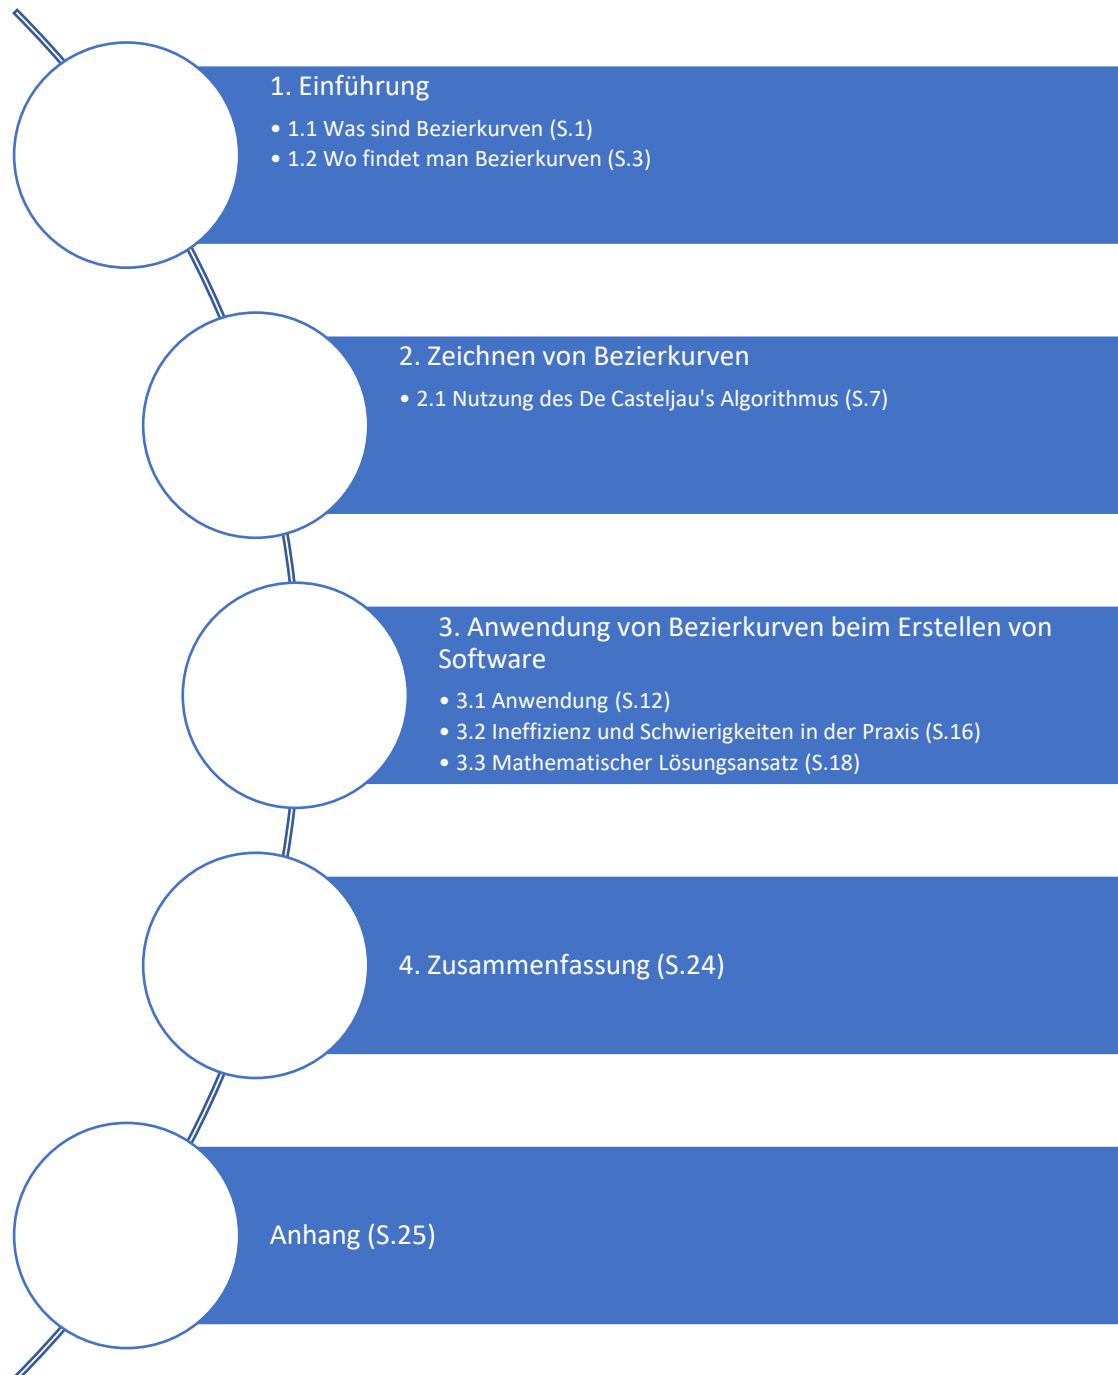 1. Einführung
• 1.1 Was sind Bezierkurven (S.1)
• 1.2 Wo findet man Bezierkurven (S.3)
2. Zeichnen von Bezierkurven
• 2.1 Nutzung des De Casteljau's Algorithmus (S.7)
3. Anwendung von Bezierkurven beim Erstellen von
Software
• 3.1 Anwendung (S.12)
• 3.2 Ineffizienz und Schwierigkeiten in der Praxis (S.16)
• 3.3 Mathematischer Lösungsansatz (S.18)
4. Zusammenfassung (S.24)
Anhang (S.25)